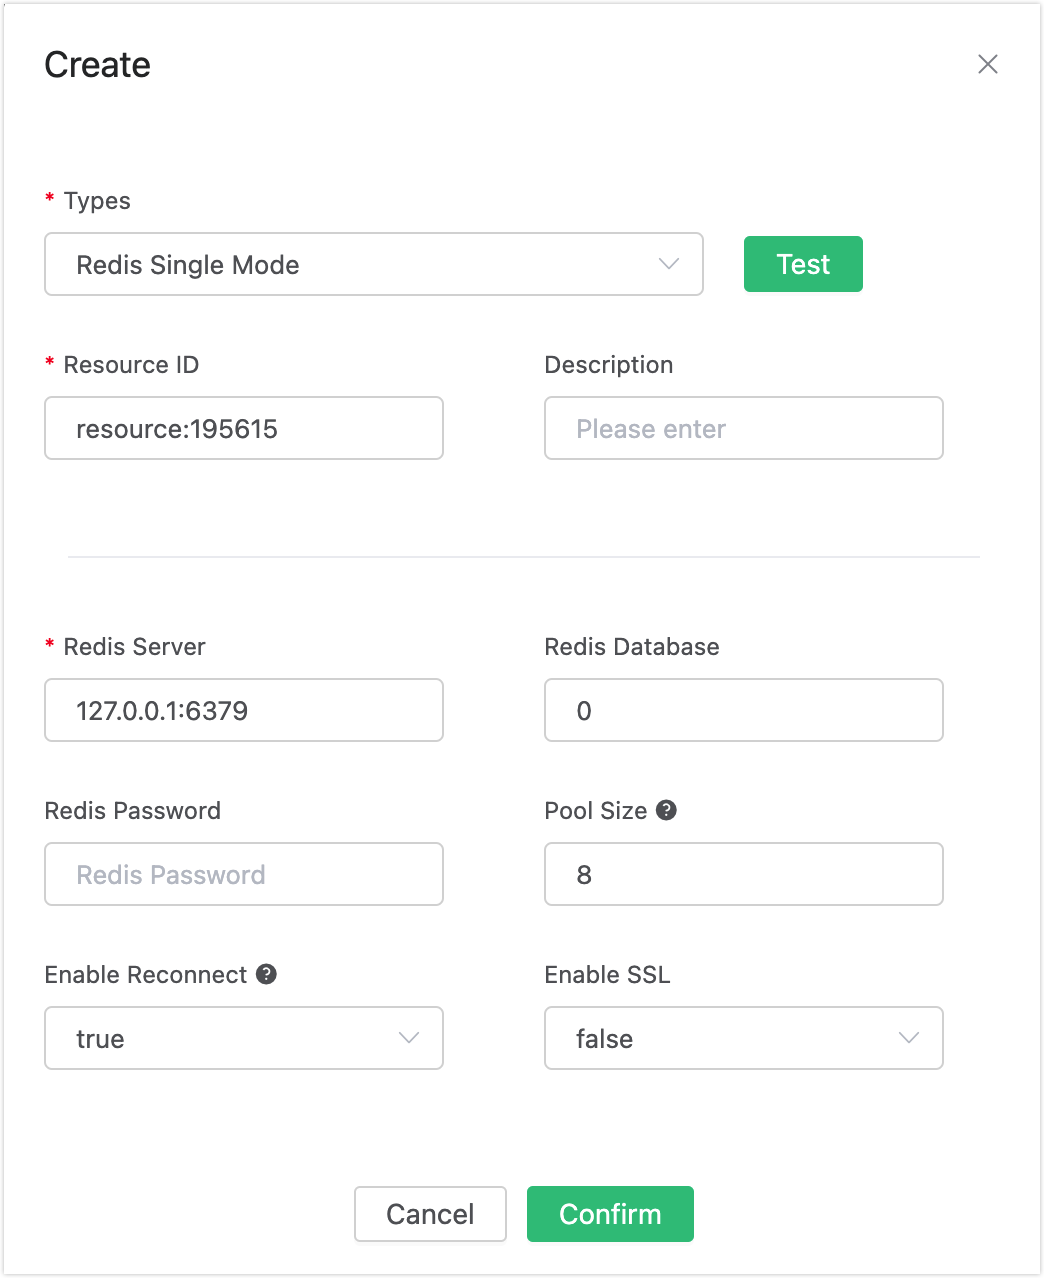 Create
* Types
Redis Single Mode
Test
* Resource ID
Description
resource:195615
Please enter
* Redis Server
Redis Database
127.0.0.1:6379
0
Redis Password
Pool Size ?
Redis Password
8
Enable Reconnect ?
Enable SSL
true
false
Cancel
Confirm